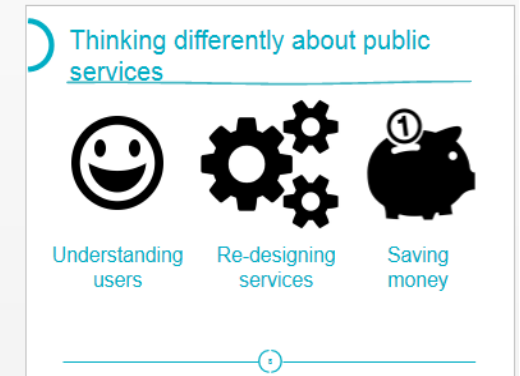 Thinking differently about public
services
1
Understanding
users
Re-designing
services
Saving
money